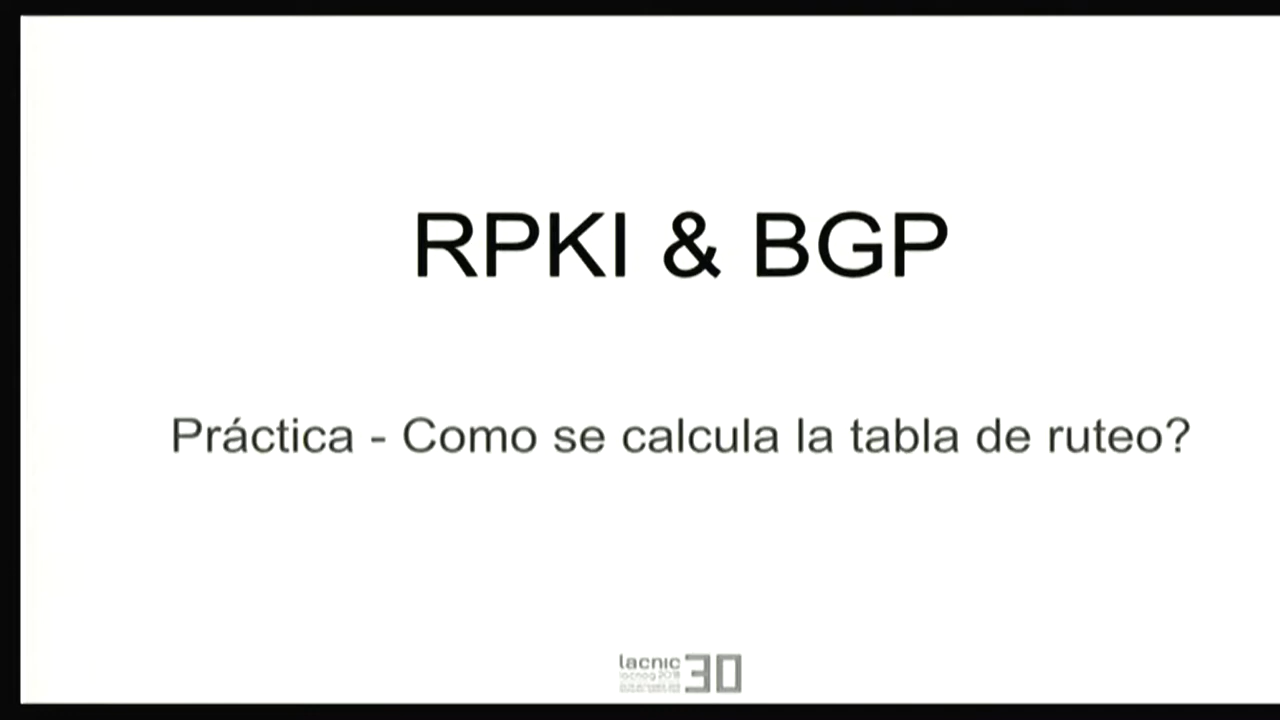 RPKI & BGP
Práctica - Como se calcula la tabla de ruteo?
lacnic 30
lacnog 2018